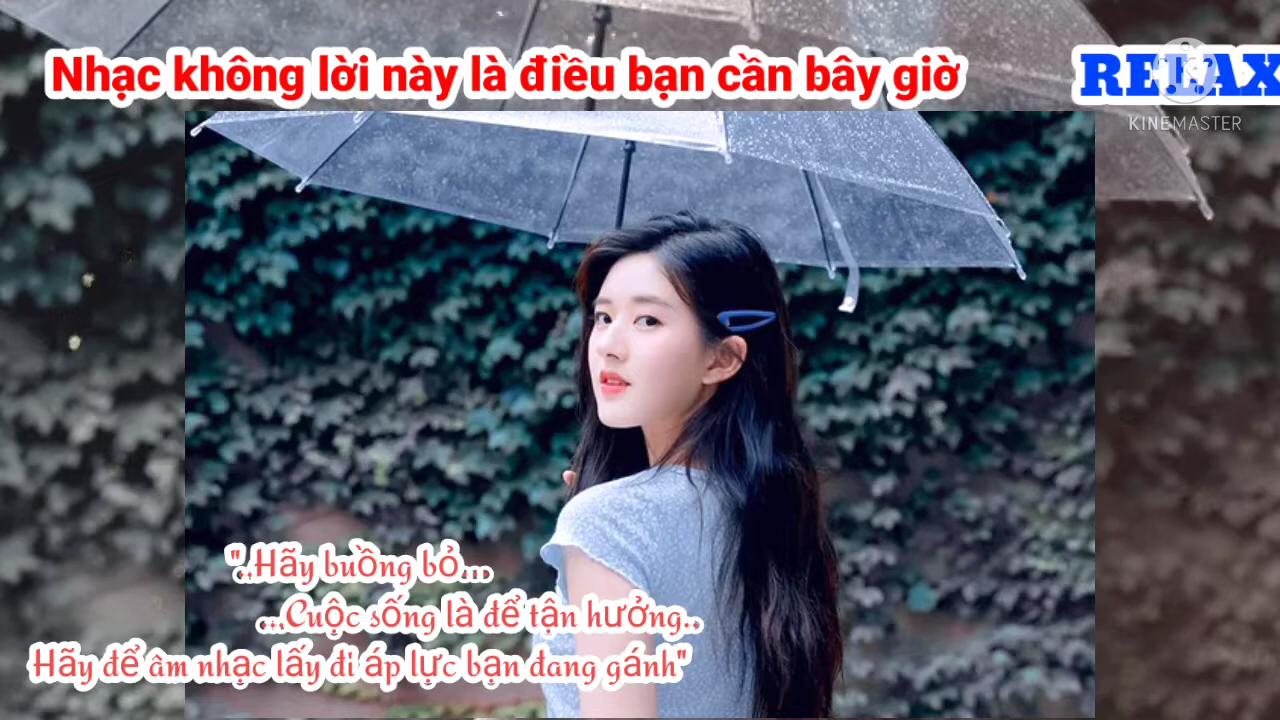 Nhạc không lời này là điều bạn cần bây giờ
RELAX
KINEMASTER
"..Hãy buồng bỏ...
...Cuộc sống là để tận hưởng..
Hãy để âm nhạc lấy đi áp lực bạn đang gánh"